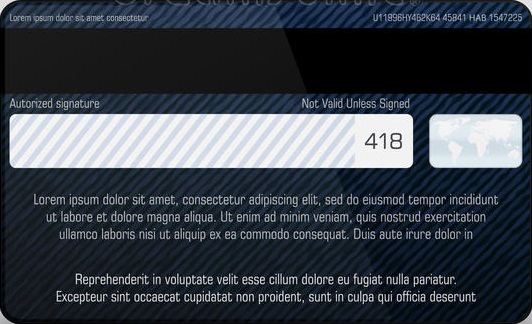 Lorem ipsum dolor sit amet consectetur
U11996HY462K64 45841 HAB 1547225
Autorized signature
Not Valid Unless Signed
418
Lorem ipsum dolor sit amet, consectetur adipiscing elit, sed do eiusmod tempor incididunt
ut labore et dolore magna aliqua. Ut enim ad minim veniam, quis nostrud exercitation
ullamco laboris nisi ut aliquip ex ea commodo consequat. Duis aute irure dolor in
Reprehenderit in voluptate velit esse cillum dolore eu fugiat nulla pariatur.
Excepteur sint occaecat cupidatat non proident, sunt in culpa qui officia deserunt